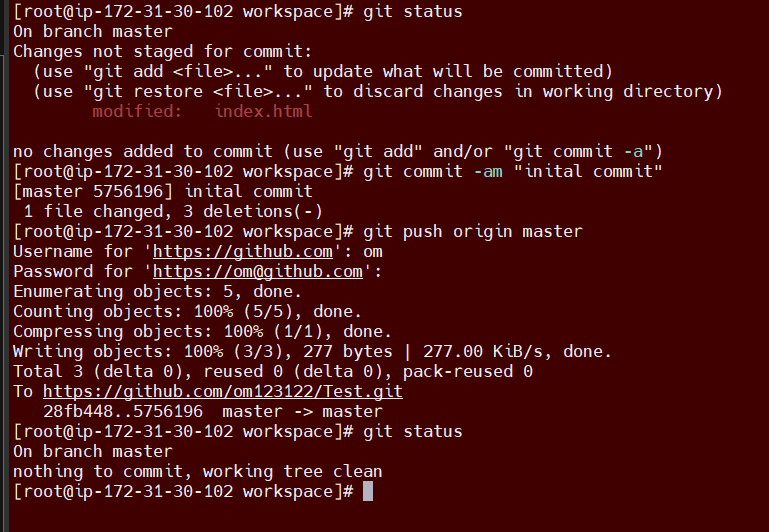 [root@ip-172-31-30-102 workspace]# git status
On branch master
Changes not staged for commit:
  (use "git add <file>..." to update what will be committed)
  (use "git restore <file>..." to discard changes in working directory)
        modified:   index.html

no changes added to commit (use "git add" and/or "git commit -a")
[root@ip-172-31-30-102 workspace]# git commit -am "inital commit"
[master 5756196] inital commit
 1 file changed, 3 deletions(-)
[root@ip-172-31-30-102 workspace]# git push origin master
Username for 'https://github.com': om
Password for 'https://om@github.com':
Enumerating objects: 5, done.
Counting objects: 100% (5/5), done.
Compressing objects: 100% (1/1), done.
Writing objects: 100% (3/3), 277 bytes | 277.00 KiB/s, done.
Total 3 (delta 0), reused 0 (delta 0), pack-reused 0
To https://github.com/om123122/Test.git
   28fb448..5756196  master -> master
[root@ip-172-31-30-102 workspace]# git status
On branch master
nothing to commit, working tree clean
[root@ip-172-31-30-102 workspace]#